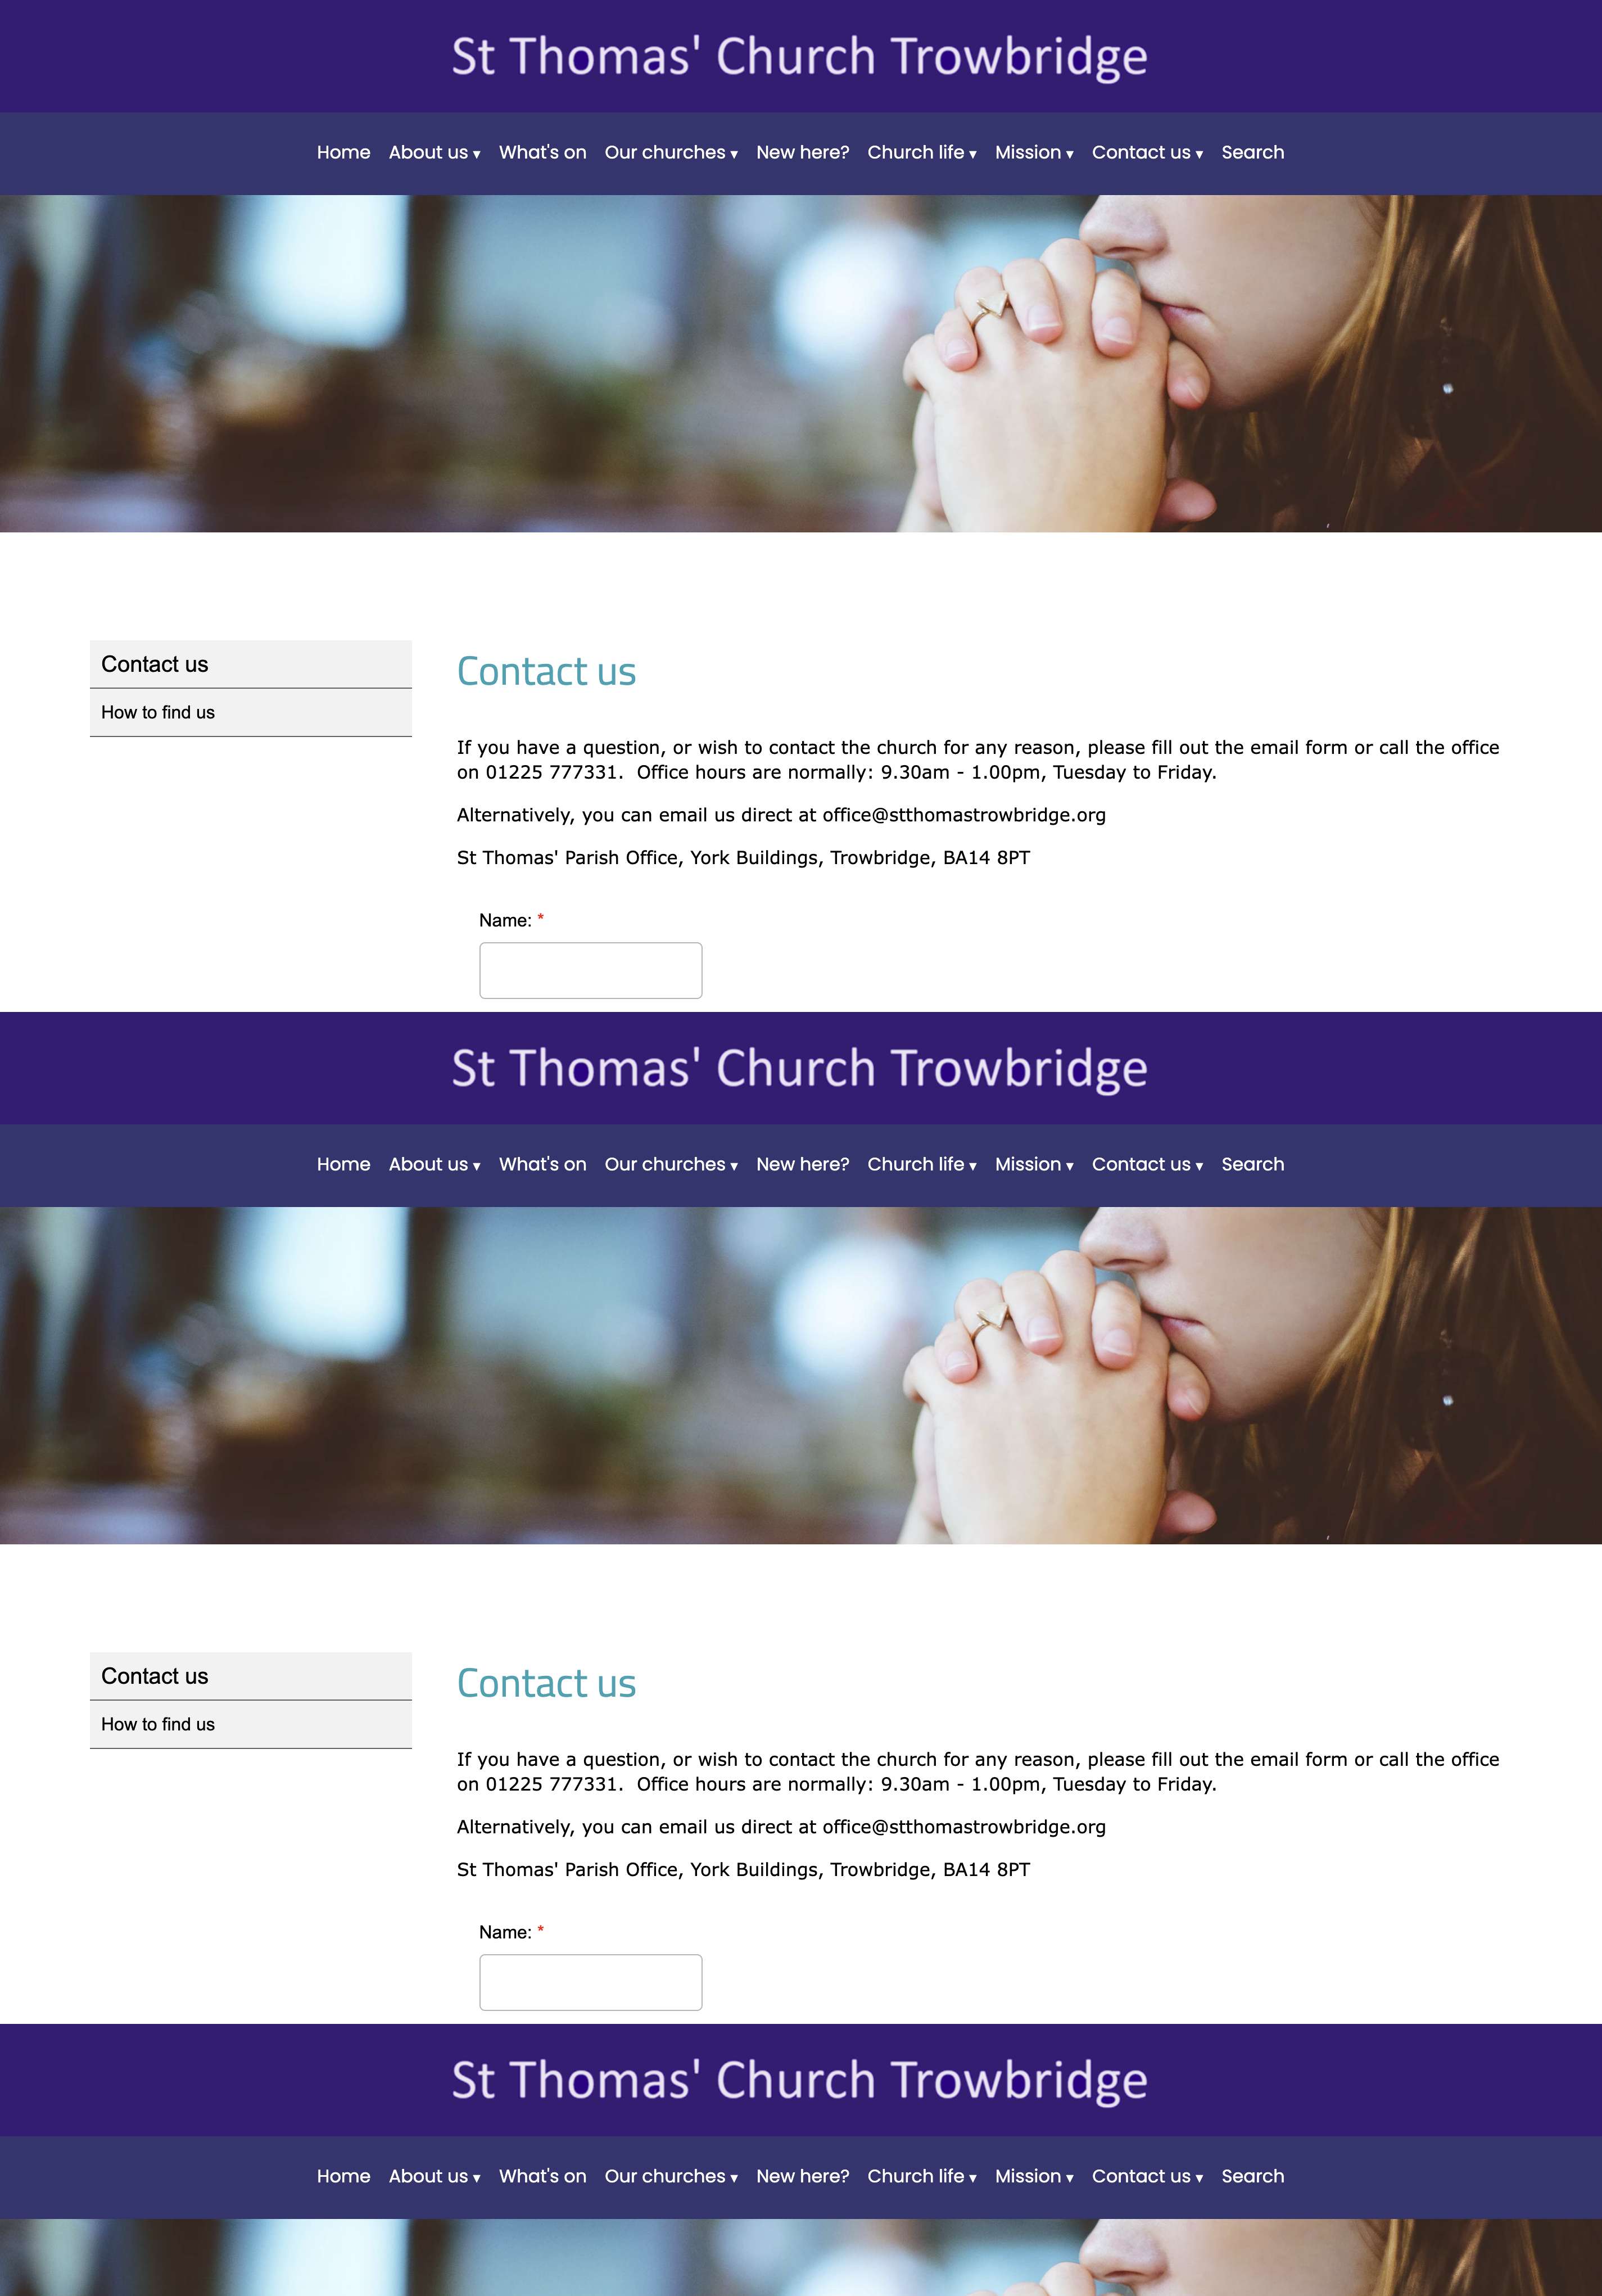 St Thomas' Church Trowbridge
Home About us ▾ What's on Our churches ▾ New here? Church life ▾ Mission ▾ Contact us ▾ Search
Contact us
How to find us
Contact us
If you have a question, or wish to contact the church for any reason, please fill out the email form or call the office
on 01225 777331.  Office hours are normally: 9.30am - 1.00pm, Tuesday to Friday.
Alternatively, you can email us direct at office@stthomastrowbridge.org
St Thomas' Parish Office, York Buildings, Trowbridge, BA14 8PT
Name: *
St Thomas' Church Trowbridge
Home About us ▾ What's on Our churches ▾ New here? Church life ▾ Mission ▾ Contact us ▾ Search
Contact us
How to find us
Contact us
If you have a question, or wish to contact the church for any reason, please fill out the email form or call the office
on 01225 777331.  Office hours are normally: 9.30am - 1.00pm, Tuesday to Friday.
Alternatively, you can email us direct at office@stthomastrowbridge.org
St Thomas' Parish Office, York Buildings, Trowbridge, BA14 8PT
Name: *
St Thomas' Church Trowbridge
Home About us ▾ What's on Our churches ▾ New here? Church life ▾ Mission ▾ Contact us ▾ Search